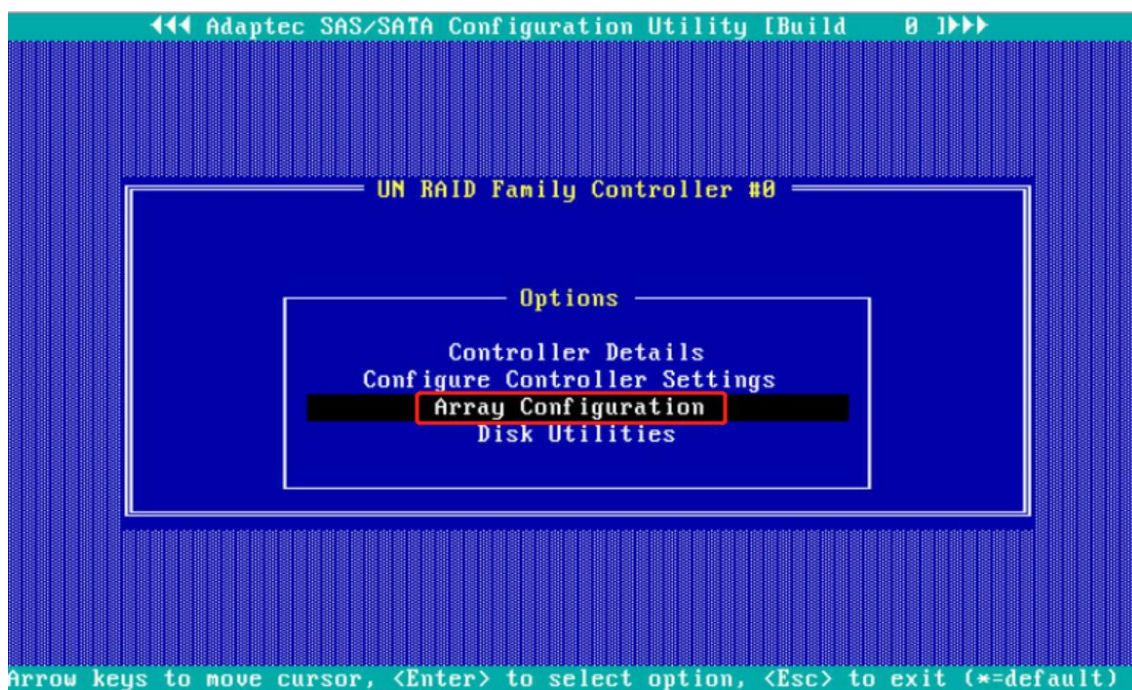 Adaptec SAS/SATA Configuration Utility [Build 0 ]
UN RAID Family Controller #0
Options
Controller Details
Configure Controller Settings
Array Configuration
Disk Utilities
Arrow keys to move cursor, <Enter> to select option, <Esc> to exit (*=default)